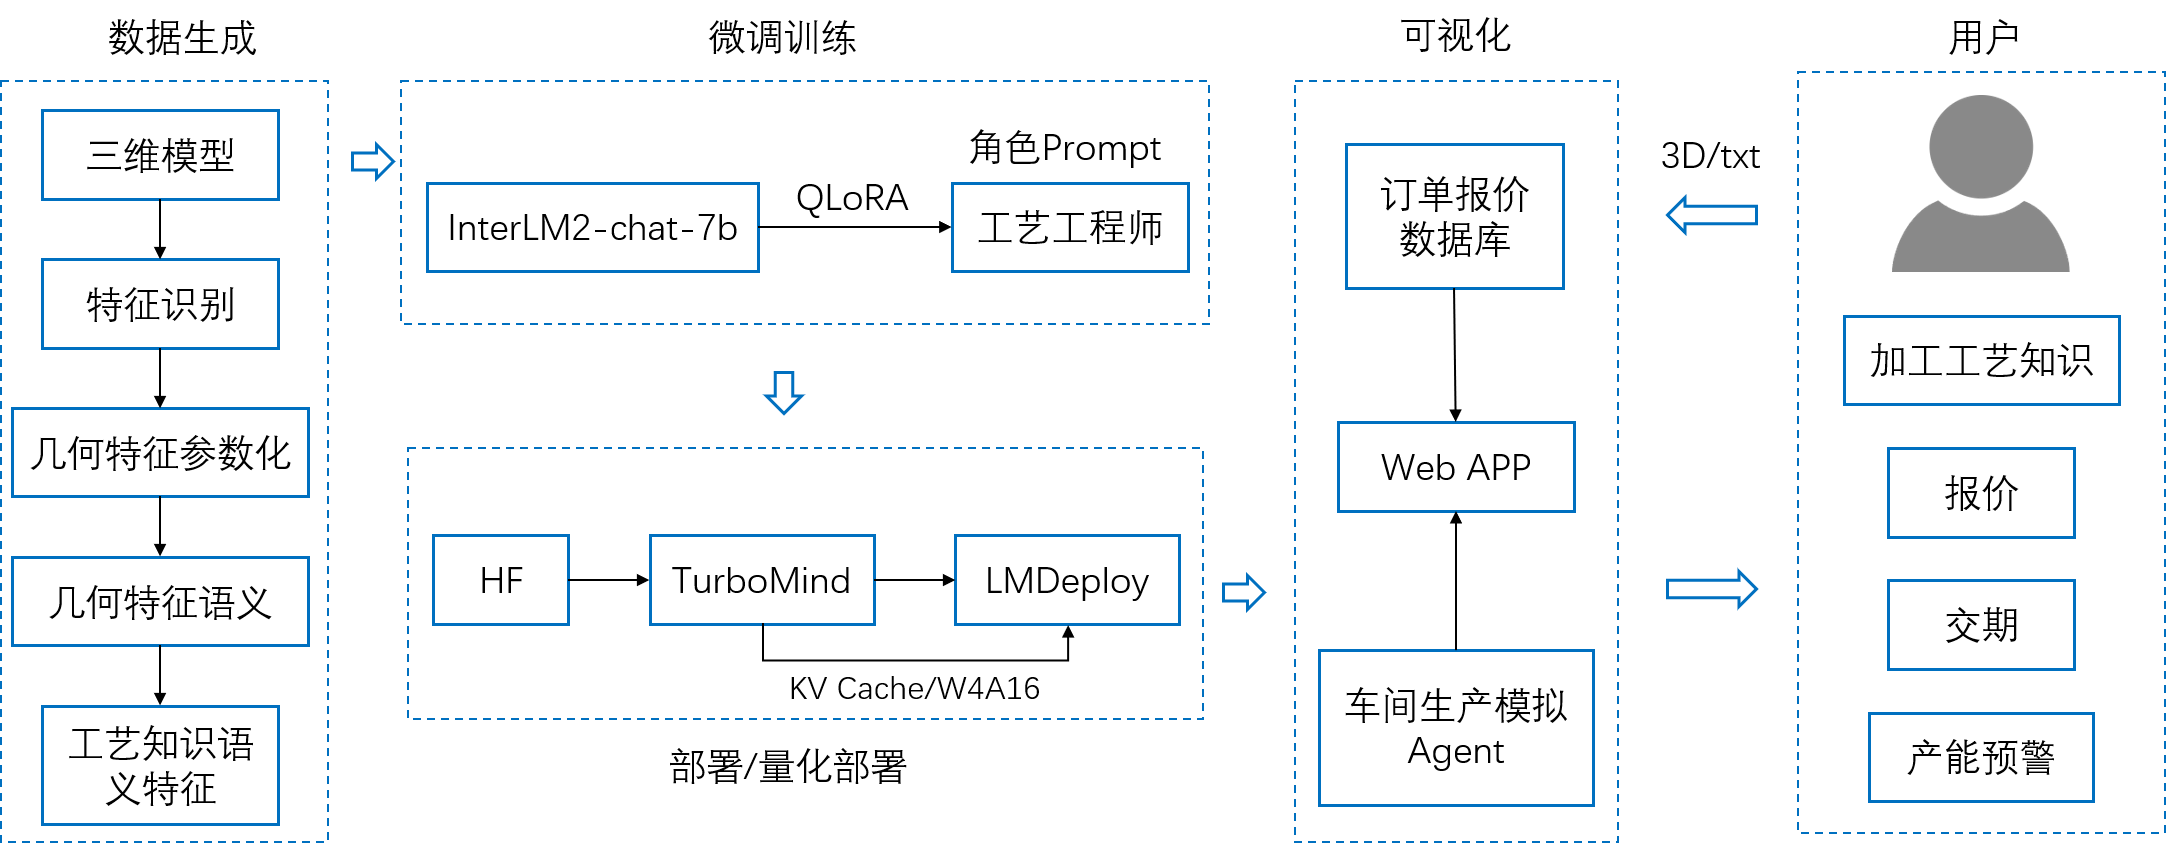 数据生成
三维模型
特征识别
几何特征参数化
几何特征语义
工艺知识语
义特征
微调训练
InterLM2-chat-7b
QLoRA
角色Prompt
工艺工程师
HF
TurboMind
LMDeploy
KV Cache/W4A16
部署/量化部署
可视化
订单报价
数据库
Web APP
车间生产模拟
Agent
3D/txt
用户
加工工艺知识
报价
交期
产能预警